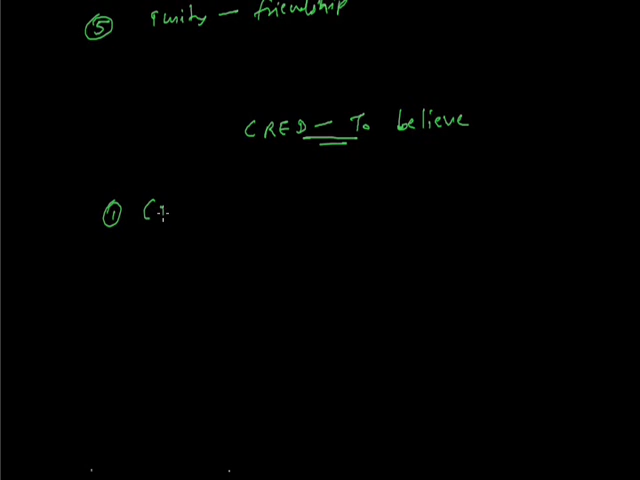 ⑤ amity – friendship
CRED – To believe
① C